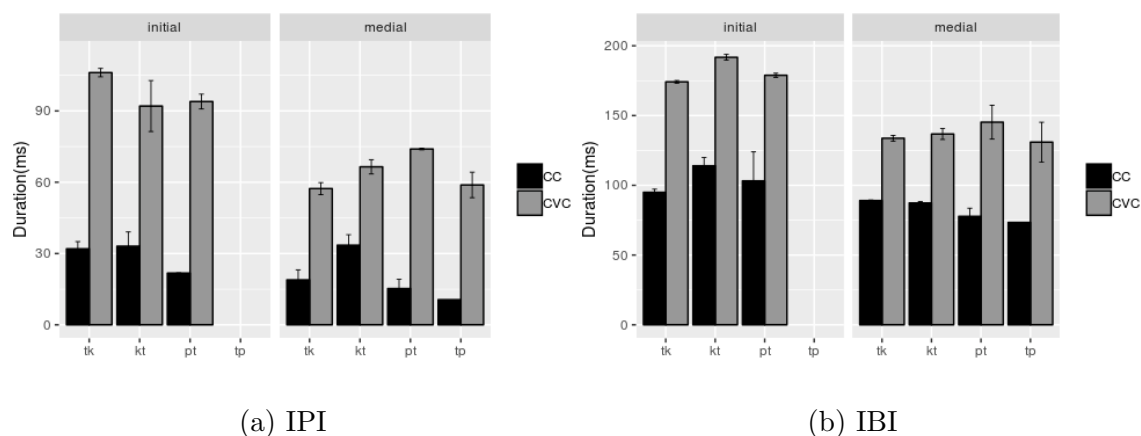 initial
medial
Duration(ms)
90
60
30
0
tk kt pt tp
tk kt pt tp
CC
CVC
(a) IPI
initial
medial
Duration(ms)
200
150
100
50
0
tk kt pt tp
tk kt pt tp
CC
CVC
(b) IBI